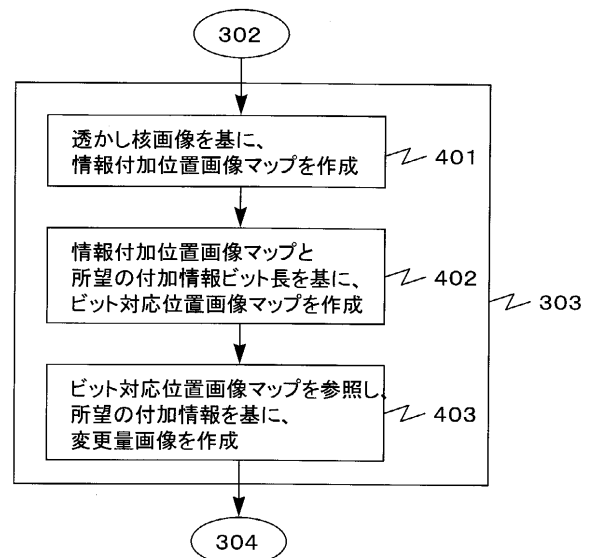 302
透かし核画像を基に、
情報付加位置画像マップを作成
401
情報付加位置画像マップと
所望の付加情報ビット長を基に、
ビット対応位置画像マップを作成
402
303
ビット対応位置画像マップを参照し、
所望の付加情報を基に、
変更量画像を作成
403
304